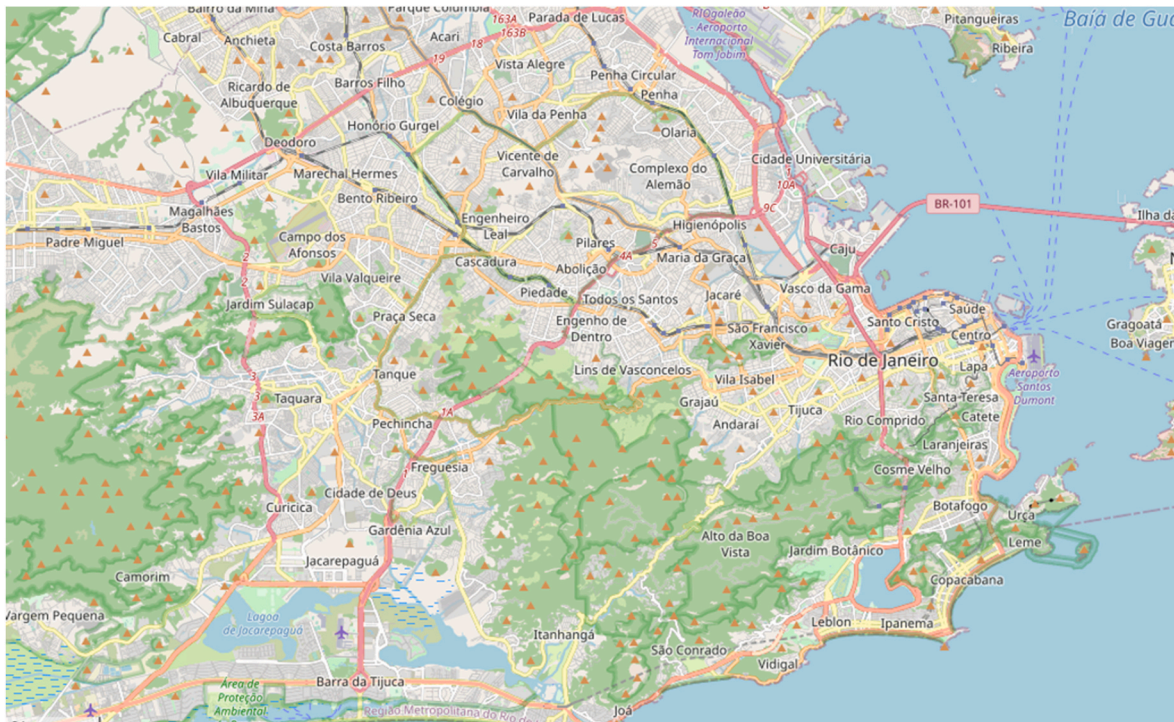 Bairro da Mina
Parque Columbia
163A
Parada de Lucas
RIOgaleão -
Aeroporto
Internacional
Tom Jobim
Pitangueiras
Baía de Gu
Cabral
Anchieta
Costa Barros
Acari
18
163B
Ribeira
19
Vista Alegre
Penha Circular
Ricardo de
Albuquerque
Barros Filho
Colégio
Penha
Vila da Penha
Honório Gurgel
Olaria
Deodoro
Vicente de
Carvalho
Cidade Universitária
Vila Militar
Marechal Hermes
Complexo do
Alemão
1
10A
Bento Ribeiro
Magalhães
Bastos
9C
BR-101
Engenheiro
Leal
Higienópolis
Ilha da
Padre Miguel
Campo dos
Afonsos
Pilares
5
4A
Caju
2
Cascadura
Abolição
Maria da Graça
2
Vila Valqueire
Piedade
Todos os Santos
Jacaré
Vasco da Gama
Jardim Sulacap
Praça Seca
Engenho de
Dentro
São Francisco
Xavier
Santo Cristo
Saúde
Gragoatá
Boa Viagem
Centro
Rio de Janeiro
Lapa
Aeroporto
Santos
Dumont
3
Tanque
Lins de Vasconcelos
Vila Isabel
3
3A
Taquara
1A
Grajaú
Tijuca
Santa Teresa
Catete
Pechincha
Andaraí
Rio Comprido
Laranjeiras
Freguesia
Cosme Velho
Cidade de Deus
Curicica
Botafogo
Urca
Gardênia Azul
Alto da Boa
Vista
Jardim Botânico
Leme
Jacarepaguá
Camorim
Copacabana
Vargem Pequena
Lagoa
de Jacarepaguá
Itanhangá
Leblon
Ipanema
São Conrado
Vidigal
Área de
Proteção
Ambiental
Barra da Tijuca
Joá
Região Metropolitana do Rio de